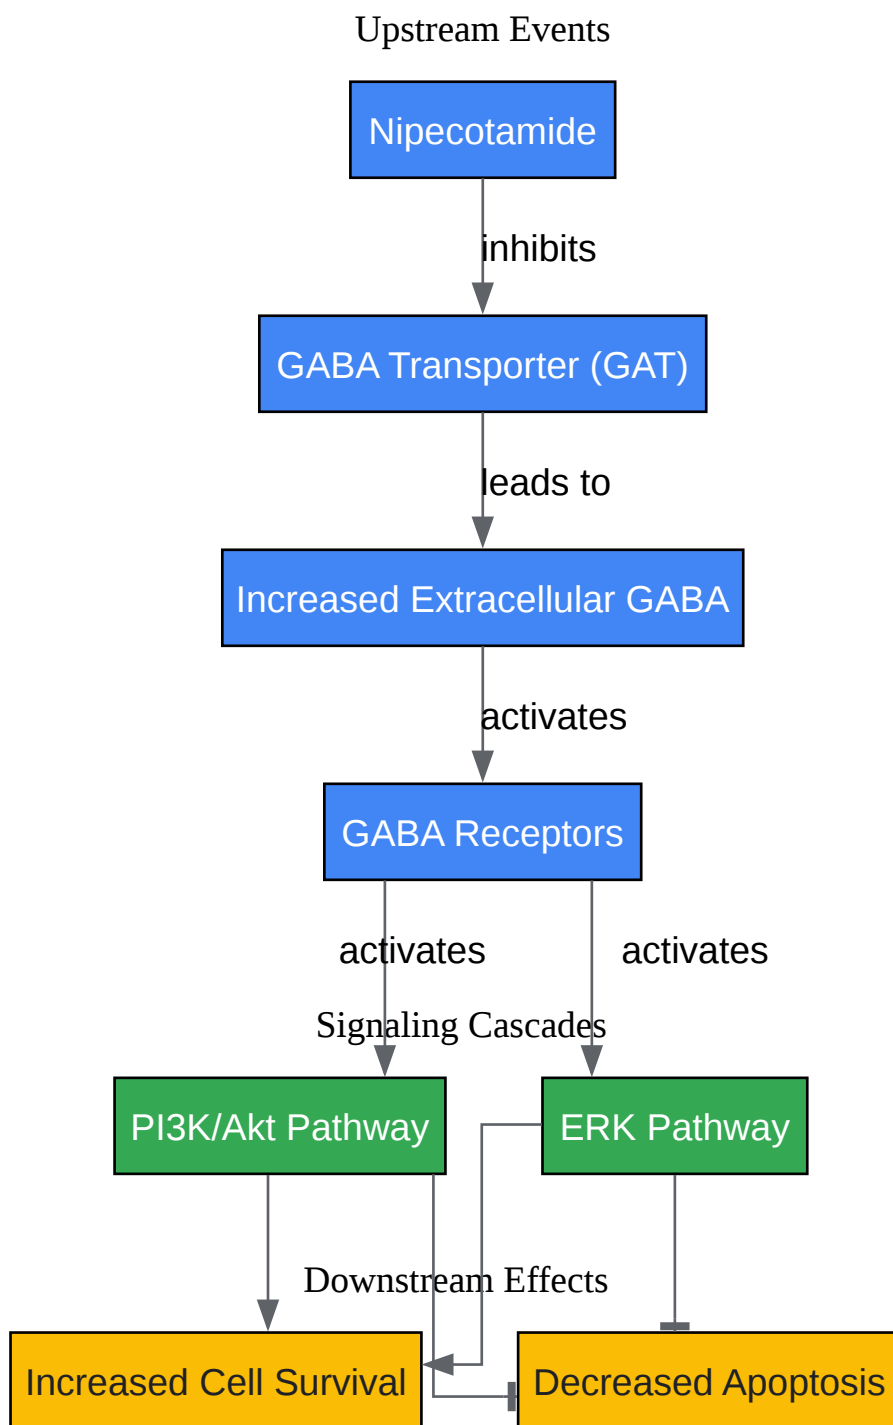 Upstream Events
Nipecotamide
inhibits
GABA Transporter (GAT)
leads to
Increased Extracellular GABA
activates
GABA Receptors
activates
activates
Signaling Cascades
PI3K/Akt Pathway
ERK Pathway
Downstream Effects
Increased Cell Survival
Decreased Apoptosis